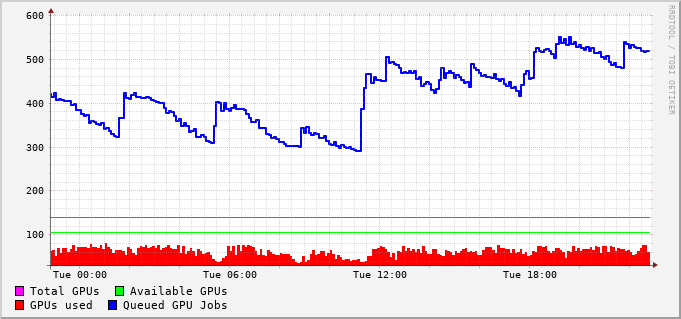 600
500
400
300
200
100
Tue 00:00 Tue 06:00 Tue 12:00 Tue 18:00
Total GPUs Available GPUs
GPUs used Queued GPU Jobs
RRDTOOL / TOBI OETIKER